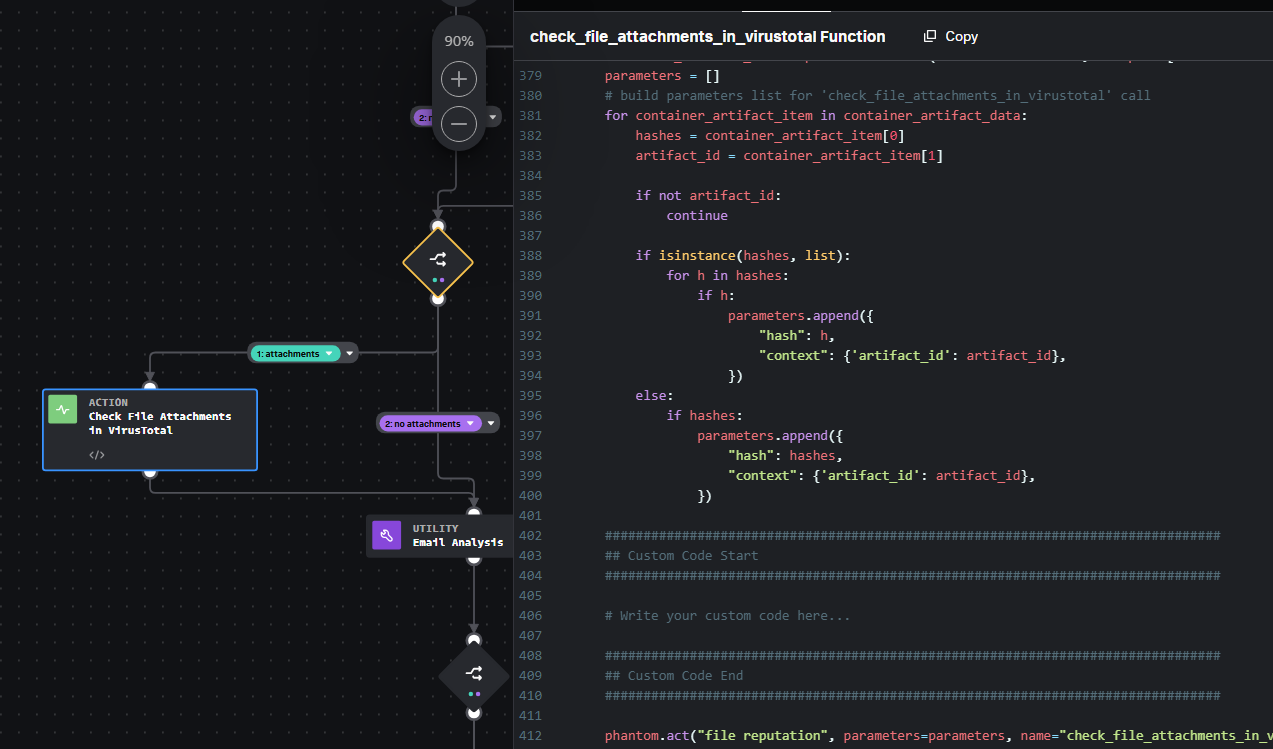 90%
2: n
1: attachments
ACTION
Check File Attachments
in VirusTotal
</>
2: no attachments
UTILITY
Email Analysis
check_file_attachments_in_virustotal Function
Copy
379 parameters = []
380 # build parameters list for 'check_file_attachments_in_virustotal' call
381 for container_artifact_item in container_artifact_data:
382 hashes = container_artifact_item[0]
383 artifact_id = container_artifact_item[1]
384
385 if not artifact_id:
386 continue
387
388 if isinstance(hashes, list):
389 for h in hashes:
390 if h:
391 parameters.append({
392 "hash": h,
393 "context": {'artifact_id': artifact_id},
394 })
395 else:
396 if hashes:
397 parameters.append({
398 "hash": hashes,
399 "context": {'artifact_id': artifact_id},
400 })
401
402 ################################################################################
403 ## Custom Code Start
404 ################################################################################
405
406 # Write your custom code here...
407
408 ################################################################################
409 ## Custom Code End
410 ################################################################################
411
412 phantom.act("file reputation", parameters=parameters, name="check_file_attachments_in_v